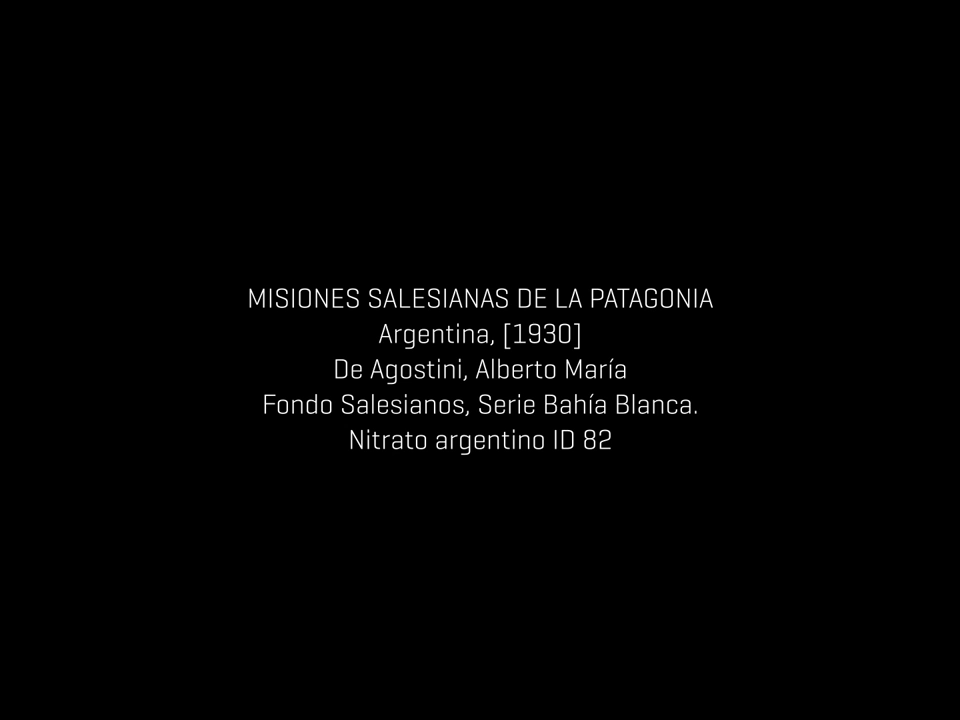 MISIONES SALESIANAS DE LA PATAGONIA
Argentina, [1930]
De Agostini, Alberto María
Fondo Salesianos, Serie Bahía Blanca.
Nitrato argentino ID 82